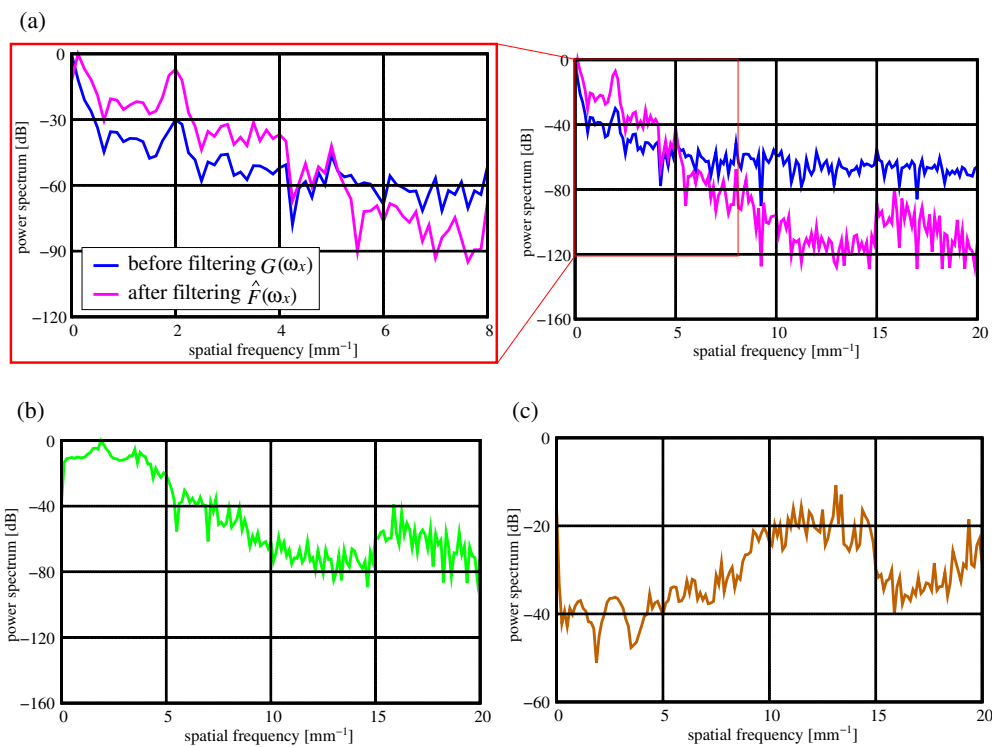 (a)
0
−30
−60
−90
−120
power spectrum [dB]
0 2 4 6 8
spatial frequency [mm⁻¹]
before filtering G(ωₓ)
after filtering F̂(ωₓ)
0
−40
−80
−120
−160
power spectrum [dB]
0 5 10 15 20
spatial frequency [mm⁻¹]
(b)
0
−40
−80
−120
−160
power spectrum [dB]
0 5 10 15 20
spatial frequency [mm⁻¹]
(c)
0
−20
−40
−60
power spectrum [dB]
0 5 10 15 20
spatial frequency [mm⁻¹]